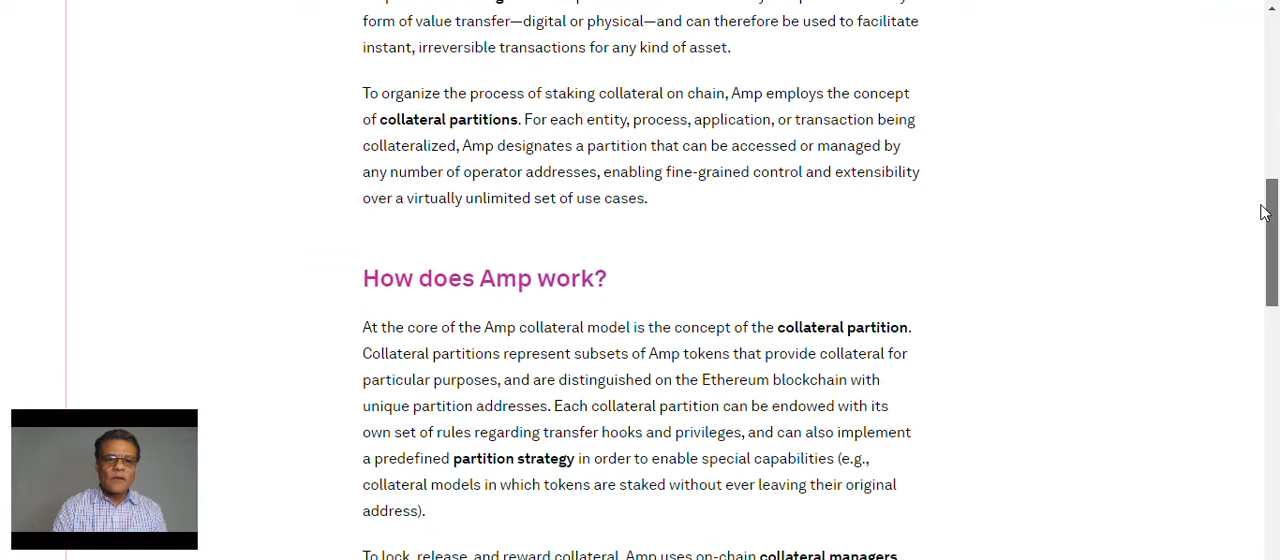 form of value transfer—digital or physical—and can therefore be used to facilitate
instant, irreversible transactions for any kind of asset.
To organize the process of staking collateral on chain, Amp employs the concept
of collateral partitions. For each entity, process, application, or transaction being
collateralized, Amp designates a partition that can be accessed or managed by
any number of operator addresses, enabling fine-grained control and extensibility
over a virtually unlimited set of use cases.
How does Amp work?
At the core of the Amp collateral model is the concept of the collateral partition.
Collateral partitions represent subsets of Amp tokens that provide collateral for
particular purposes, and are distinguished on the Ethereum blockchain with
unique partition addresses. Each collateral partition can be endowed with its
own set of rules regarding transfer hooks and privileges, and can also implement
a predefined partition strategy in order to enable special capabilities (e.g.,
collateral models in which tokens are staked without ever leaving their original
address).
To lock, release, and reward collateral, Amp uses on-chain collateral managers